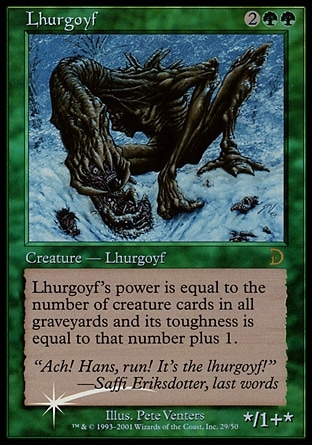 Lhurgoyf 2
Creature — Lhurgoyf
Lhurgoyf's power is equal to the
number of creature cards in all
graveyards and its toughness is
equal to that number plus 1.
“Ach! Hans, run! It's the lhurgoyf!”
—Saffi Eriksdotter, last words
Illus. Pete Venters
™ & © 1993–2001 Wizards of the Coast, Inc. 29/50
*/1+*